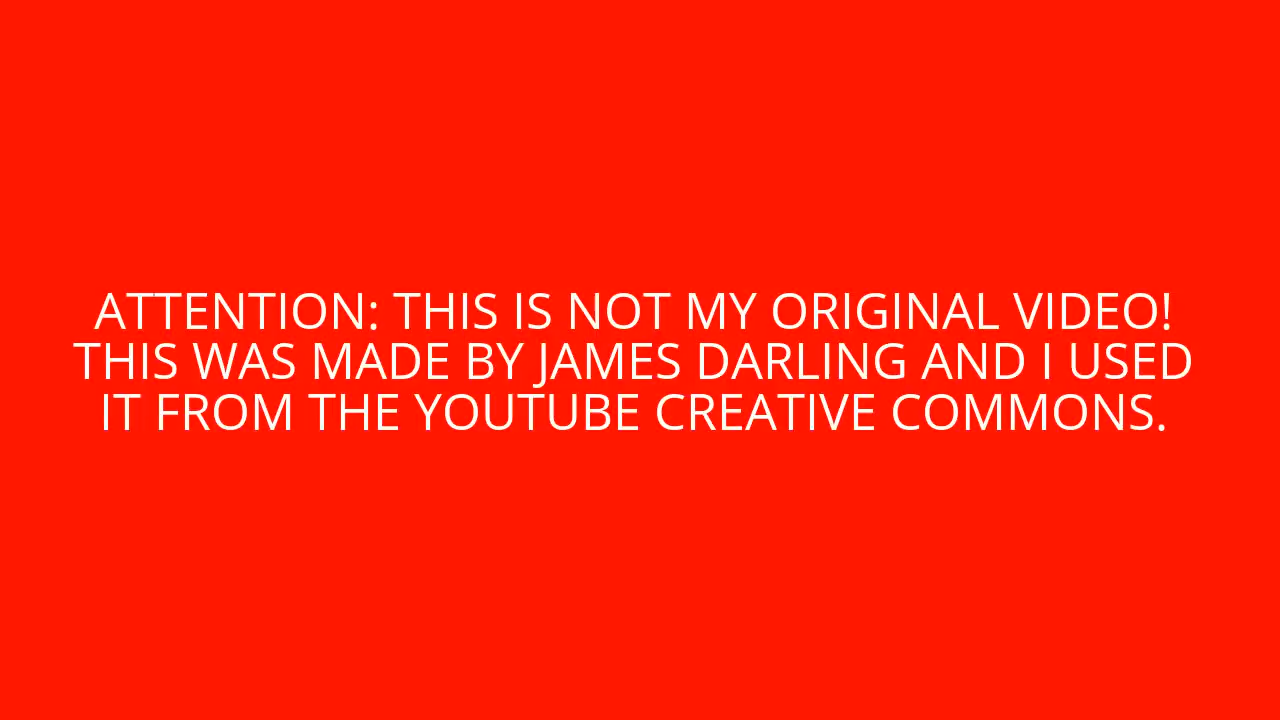 ATTENTION: THIS IS NOT MY ORIGINAL VIDEO!
THIS WAS MADE BY JAMES DARLING AND I USED
IT FROM THE YOUTUBE CREATIVE COMMONS.